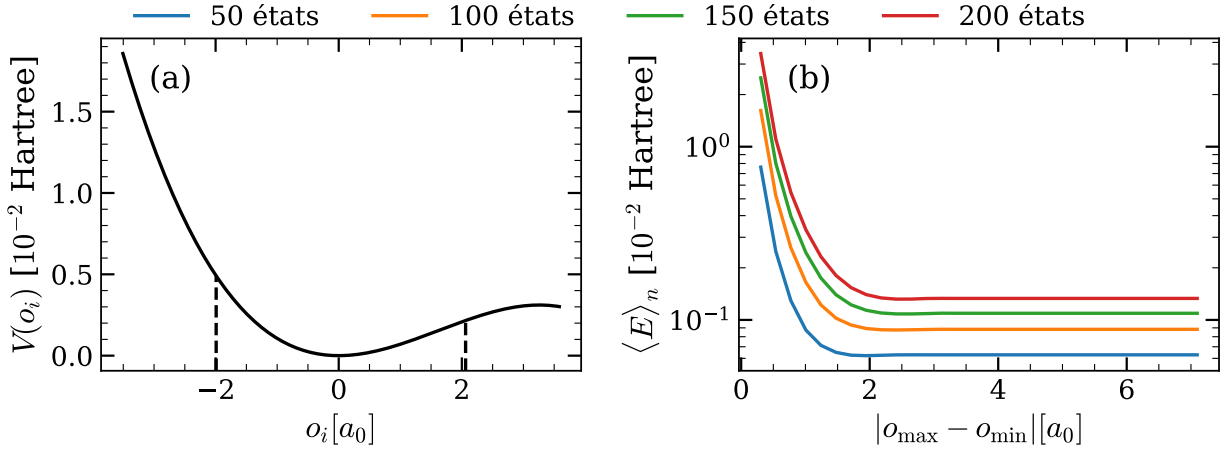 50 états 100 états 150 états 200 états
(a)
V(o_i) [10^{-2} Hartree]
1.5
1.0
0.5
0.0
−2 0 2
o_i[a_0]
(b)
⟨E⟩_n [10^{-2} Hartree]
10^0
10^{-1}
0 2 4 6
|o_max − o_min|[a_0]